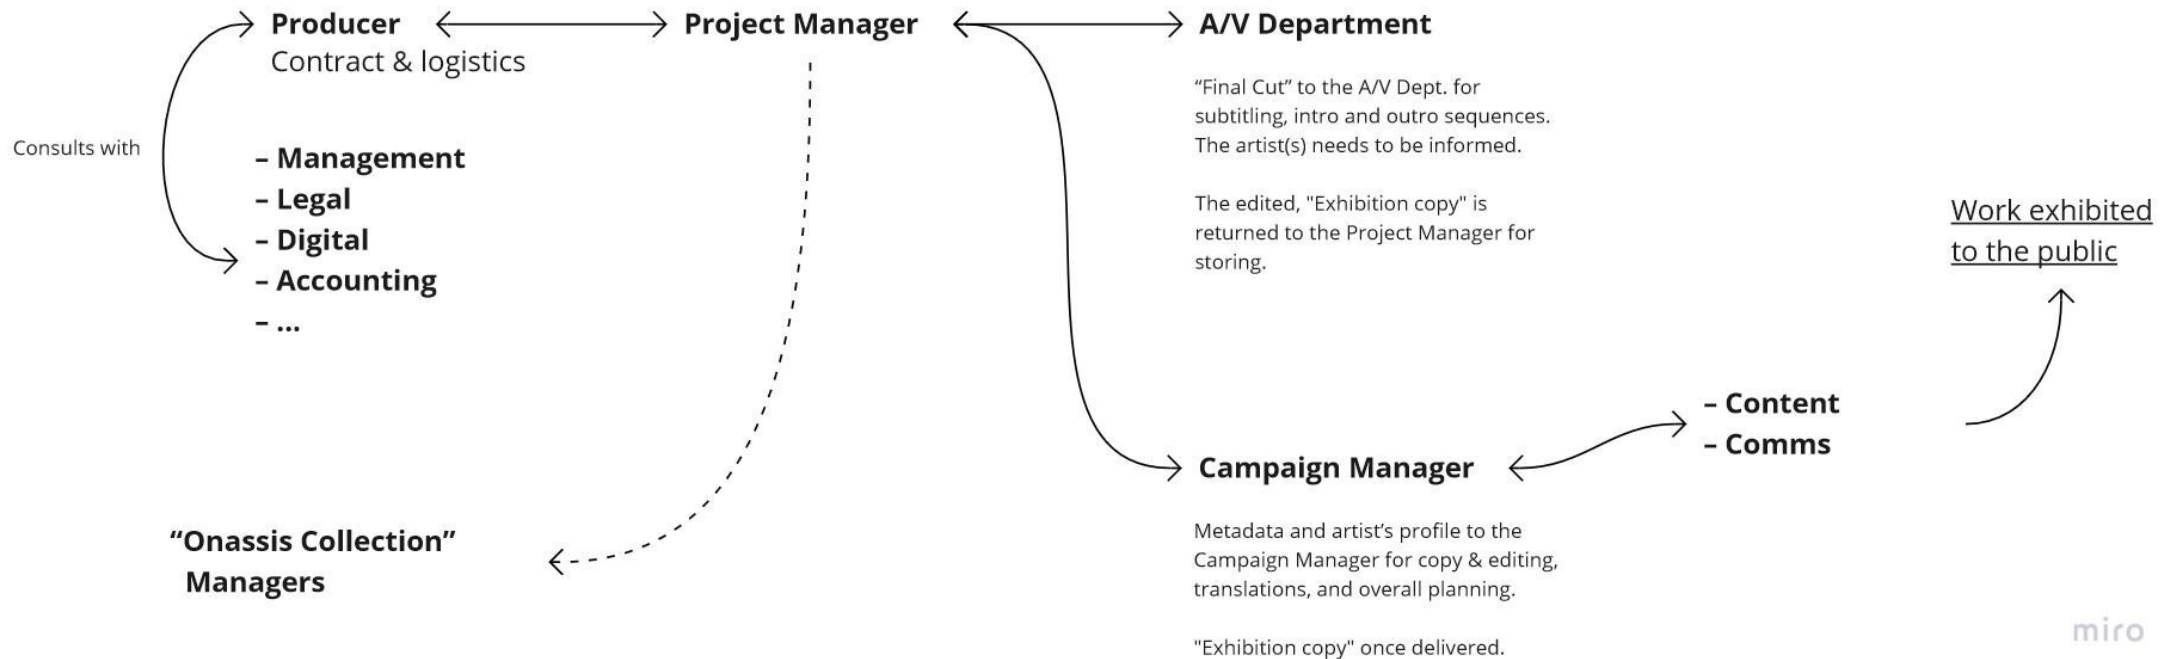 Producer
Contract & logistics
Project Manager
A/V Department
“Final Cut” to the A/V Dept. for
subtitling, intro and outro sequences.
The artist(s) needs to be informed.
The edited, "Exhibition copy" is
returned to the Project Manager for
storing.
Consults with
– Management
– Legal
– Digital
– Accounting
– ...
Work exhibited
to the public
– Content
– Comms
Campaign Manager
Metadata and artist’s profile to the
Campaign Manager for copy & editing,
translations, and overall planning.
"Exhibition copy" once delivered.
“Onassis Collection”
Managers
miro